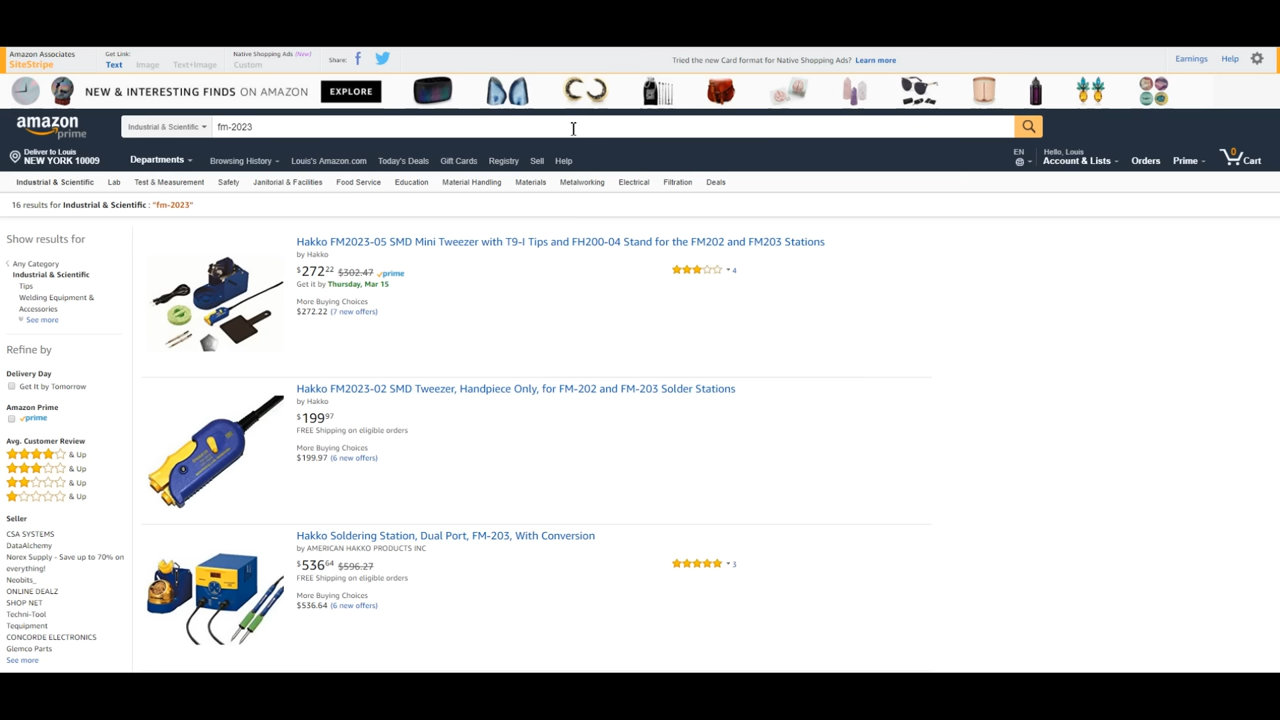 Amazon Associates
SiteStripe
Get Link:
Text Image Text+Image
Native Shopping Ads (New)
Custom
Share:
Tried the new Card format for Native Shopping Ads? Learn more
Earnings Help
NEW & INTERESTING FINDS ON AMAZON EXPLORE
amazon
prime
Industrial & Scientific fm-2023
Deliver to Louis
NEW YORK 10009
Departments Browsing History Louis's Amazon.com Today's Deals Gift Cards Registry Sell Help
EN
Hello, Louis
Account & Lists Orders Prime 0 Cart
Industrial & Scientific Lab Test & Measurement Safety Janitorial & Facilities Food Service Education Material Handling Materials Metalworking Electrical Filtration Deals
16 results for Industrial & Scientific : "fm-2023"
Show results for
Any Category
Industrial & Scientific
Tips
Welding Equipment &
Accessories
See more
Refine by
Delivery Day
Get It by Tomorrow
Amazon Prime
prime
Avg. Customer Review
& Up
& Up
& Up
& Up
Seller
CSA SYSTEMS
DataAlchemy
Norex Supply - Save up to 70% on
everything!
Neobits_
ONLINE DEALZ
SHOP NET
Techni-Tool
Tequipment
CONCORDE ELECTRONICS
Glemco Parts
See more
Hakko FM2023-05 SMD Mini Tweezer with T9-I Tips and FH200-04 Stand for the FM202 and FM203 Stations
by Hakko
$272 22 $302.47 prime
4
Get it by Thursday, Mar 15
More Buying Choices
$272.22 (7 new offers)
Hakko FM2023-02 SMD Tweezer, Handpiece Only, for FM-202 and FM-203 Solder Stations
by Hakko
$199 97
FREE Shipping on eligible orders
More Buying Choices
$199.97 (6 new offers)
Hakko Soldering Station, Dual Port, FM-203, With Conversion
by AMERICAN HAKKO PRODUCTS INC
$536 64 $596.27
3
FREE Shipping on eligible orders
More Buying Choices
$536.64 (6 new offers)